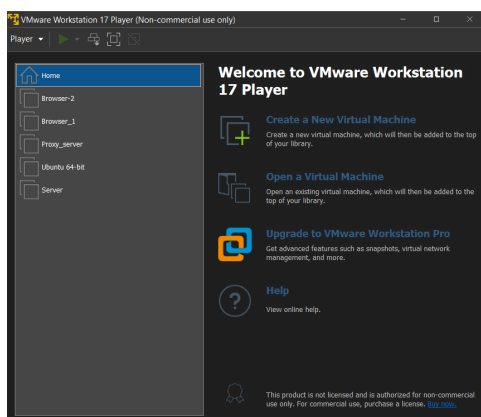 VMware Workstation 17 Player (Non-commercial use only)
Player
Home
Browser-2
Browser_1
Proxy_server
Ubuntu 64-bit
Server
Welcome to VMware Workstation
17 Player
Create a New Virtual Machine
Create a new virtual machine, which will then be added to the top
of your library.
Open a Virtual Machine
Open an existing virtual machine, which will then be added to the
top of your library.
Upgrade to VMware Workstation Pro
Get advanced features such as snapshots, virtual network
management, and more.
Help
View online help.
This product is not licensed and is authorized for non-commercial
use only. For commercial use, purchase a license. Buy now.